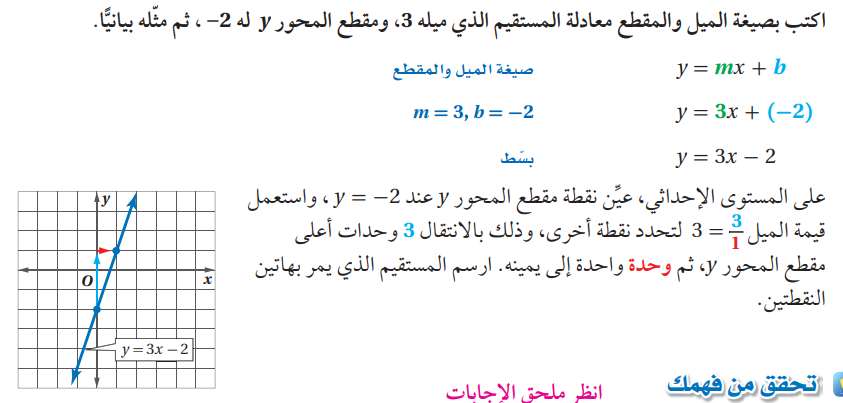 اكتب بصيغة الميل والمقطع معادلة المستقيم الذي ميله 3، ومقطع المحور y له 2−، ثم مثّله بيانيًّا.
y = mx + b صيغة الميل والمقطع
y = 3x + (−2) m = 3, b = −2
y = 3x − 2 بسّط
على المستوى الإحداثي، عيِّن نقطة مقطع المحور y عند y = −2، واستعمل
قيمة الميل 3 = 3/1 لتحدد نقطة أخرى، وذلك بالانتقال 3 وحدات أعلى
مقطع المحور y، ثم وحدة واحدة إلى يمينه. ارسم المستقيم الذي يمر بهاتين
النقطتين.
y
O
x
y = 3x − 2
تحقق من فهمك
انظر ملحق الإجابات